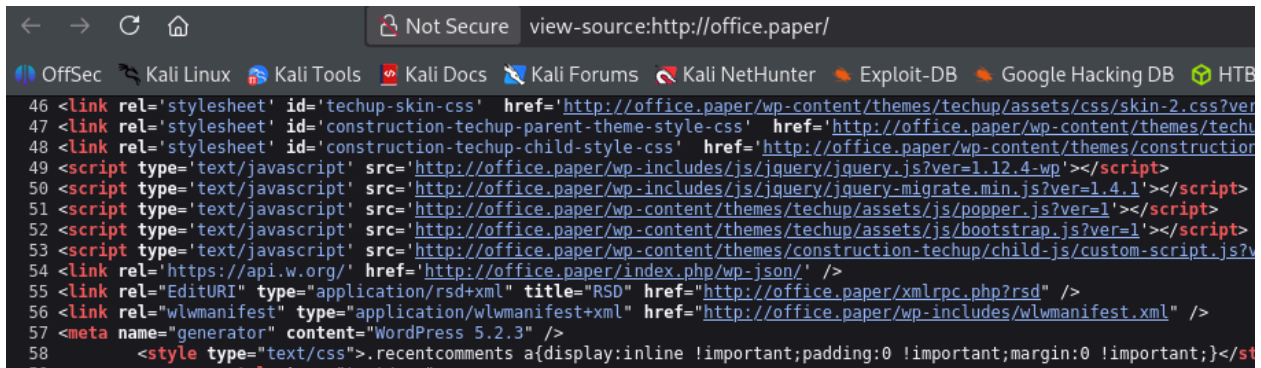 Not Secure view-source:http://office.paper/
OffSec Kali Linux Kali Tools Kali Docs Kali Forums Kali NetHunter Exploit-DB Google Hacking DB HTB
46 <link rel='stylesheet' id='techup-skin-css'  href='http://office.paper/wp-content/themes/techup/assets/css/skin-2.css?ver
47 <link rel='stylesheet' id='construction-techup-parent-theme-style-css'  href='http://office.paper/wp-content/themes/techu
48 <link rel='stylesheet' id='construction-techup-child-style-css'  href='http://office.paper/wp-content/themes/construction
49 <script type='text/javascript' src='http://office.paper/wp-includes/js/jquery/jquery.js?ver=1.12.4-wp'></script>
50 <script type='text/javascript' src='http://office.paper/wp-includes/js/jquery/jquery-migrate.min.js?ver=1.4.1'></script>
51 <script type='text/javascript' src='http://office.paper/wp-content/themes/techup/assets/js/popper.js?ver=1'></script>
52 <script type='text/javascript' src='http://office.paper/wp-content/themes/techup/assets/js/bootstrap.js?ver=1'></script>
53 <script type='text/javascript' src='http://office.paper/wp-content/themes/construction-techup/child-js/custom-script.js?v
54 <link rel='https://api.w.org/' href='http://office.paper/index.php/wp-json/' />
55 <link rel="EditURI" type="application/rsd+xml" title="RSD" href="http://office.paper/xmlrpc.php?rsd" />
56 <link rel="wlwmanifest" type="application/wlwmanifest+xml" href="http://office.paper/wp-includes/wlwmanifest.xml" />
57 <meta name="generator" content="WordPress 5.2.3" />
58         <style type="text/css">.recentcomments a{display:inline !important;padding:0 !important;margin:0 !important;}</st